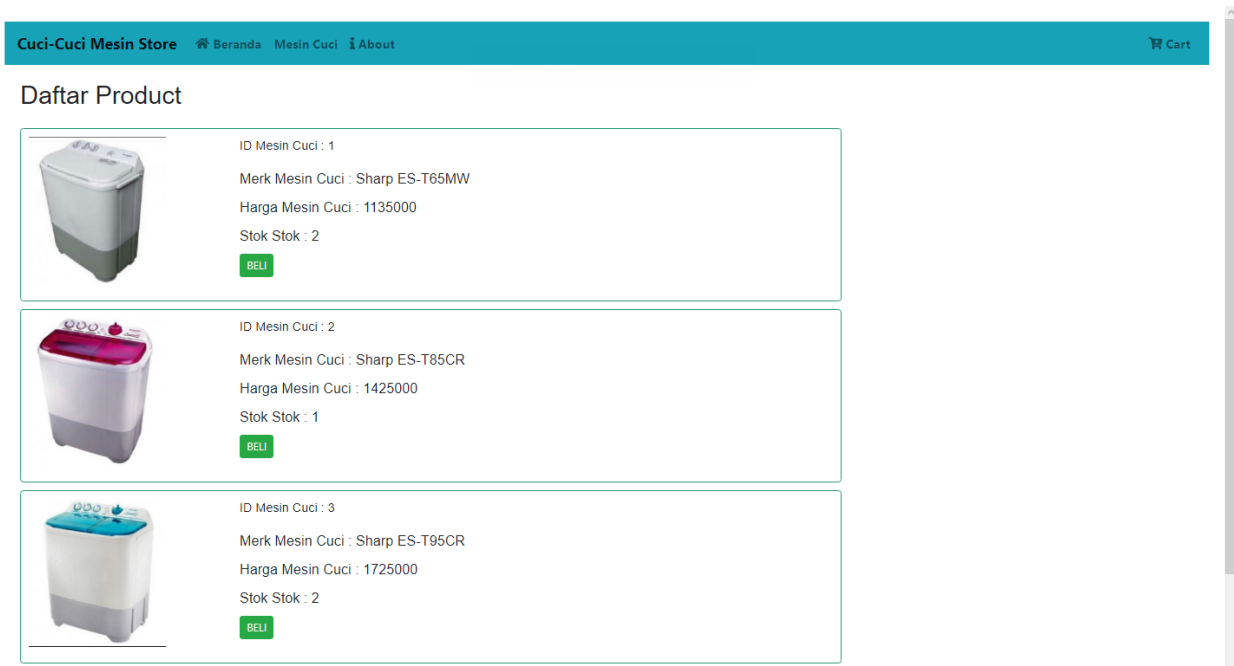 Cuci-Cuci Mesin Store Beranda Mesin Cuci About Cart
Daftar Product
ID Mesin Cuci : 1
Merk Mesin Cuci : Sharp ES-T65MW
Harga Mesin Cuci : 1135000
Stok Stok : 2
BELI
ID Mesin Cuci : 2
Merk Mesin Cuci : Sharp ES-T85CR
Harga Mesin Cuci : 1425000
Stok Stok : 1
BELI
ID Mesin Cuci : 3
Merk Mesin Cuci : Sharp ES-T95CR
Harga Mesin Cuci : 1725000
Stok Stok : 2
BELI